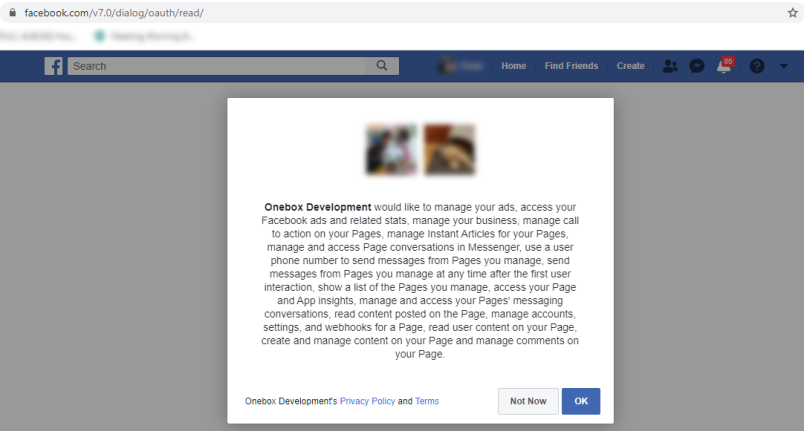 facebook.com/v7.0/dialog/oauth/read/
f
Search
Home
Find Friends
Create
86
Onebox Development would like to manage your ads, access your
Facebook ads and related stats, manage your business, manage call
to action on your Pages, manage Instant Articles for your Pages,
manage and access Page conversations in Messenger, use a user
phone number to send messages from Pages you manage, send
messages from Pages you manage at any time after the first user
interaction, show a list of the Pages you manage, access your Page
and App insights, manage and access your Pages' messaging
conversations, read content posted on the Page, manage accounts,
settings, and webhooks for a Page, read user content on your Page,
create and manage content on your Page and manage comments on
your Page.
Onebox Development's Privacy Policy and Terms
Not Now
OK